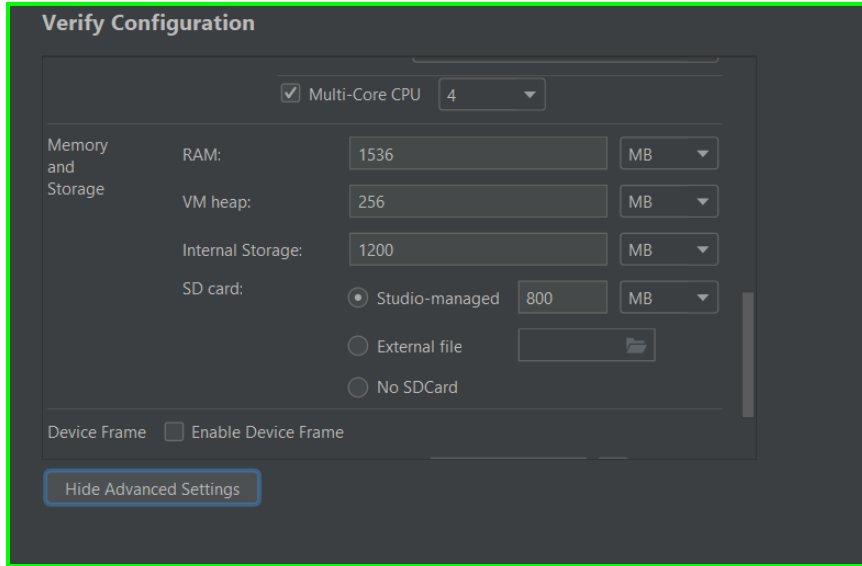 Verify Configuration
Multi-Core CPU 4
Memory
and
Storage
RAM: 1536 MB
VM heap: 256 MB
Internal Storage: 1200 MB
SD card: Studio-managed 800 MB
External file
No SDCard
Device Frame Enable Device Frame
Hide Advanced Settings